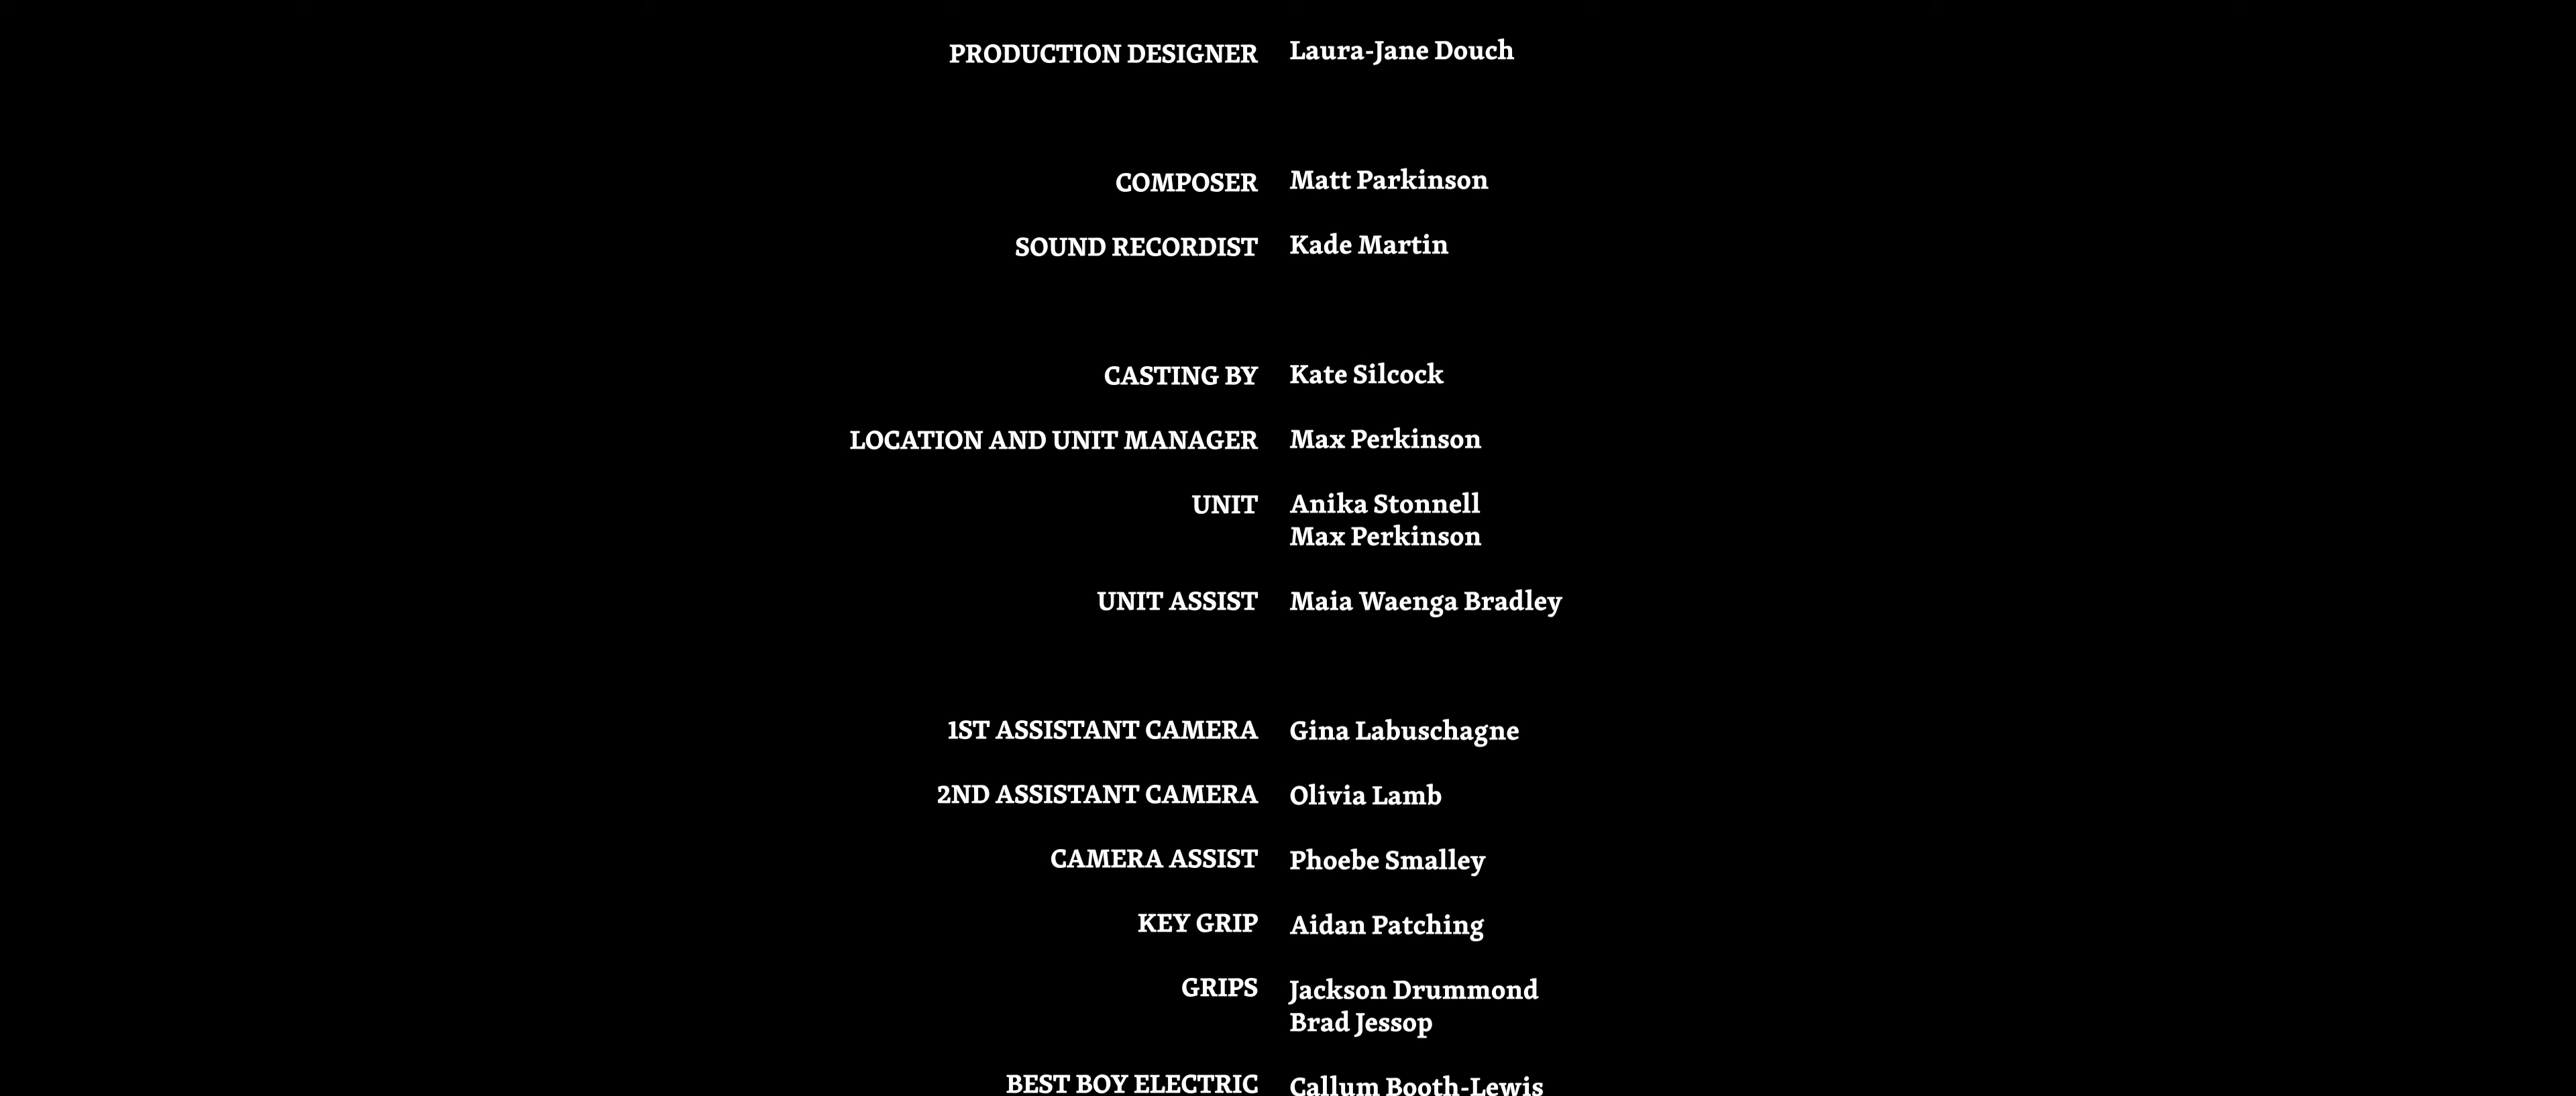 PRODUCTION DESIGNER Laura-Jane Douch
COMPOSER Matt Parkinson
SOUND RECORDIST Kade Martin
CASTING BY Kate Silcock
LOCATION AND UNIT MANAGER Max Perkinson
UNIT Anika Stonnell
Max Perkinson
UNIT ASSIST Maia Waenga Bradley
1ST ASSISTANT CAMERA Gina Labuschagne
2ND ASSISTANT CAMERA Olivia Lamb
CAMERA ASSIST Phoebe Smalley
KEY GRIP Aidan Patching
GRIPS Jackson Drummond
Brad Jessop
BEST BOY ELECTRIC Callum Booth-Lewis